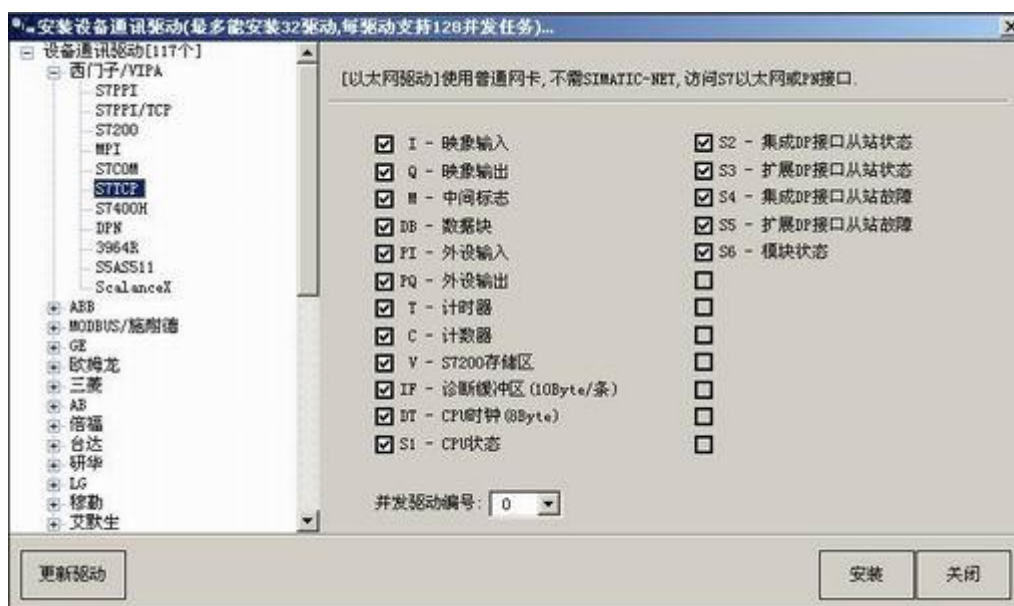 安装设备通讯驱动(最多能安装32驱动,每驱动支持128并发任务)...
设备通讯驱动[117个]
西门子/VIPA
S7PPI
S7PPI/TCP
S7200
MPI
S7COM
S7TCP
S7400H
DPN
3964R
S5AS511
ScalanceX
ABB
MODBUS/施耐德
GE
欧姆龙
三菱
AB
倍福
台达
研华
LG
穆勒
艾默生
[以太网驱动]使用普通网卡,不需SIMATIC-NET,访问S7以太网或PN接口.
I - 映象输入
Q - 映象输出
M - 中间标志
DB - 数据块
PI - 外设输入
PQ - 外设输出
T - 计时器
C - 计数器
V - S7200存储区
IF - 诊断缓冲区(10Byte/条)
DT - CPU时钟(8Byte)
S1 - CPU状态
S2 - 集成DP接口从站状态
S3 - 扩展DP接口从站状态
S4 - 集成DP接口从站故障
S5 - 扩展DP接口从站故障
S6 - 模块状态
并发驱动编号: 0
更新驱动
安装
关闭